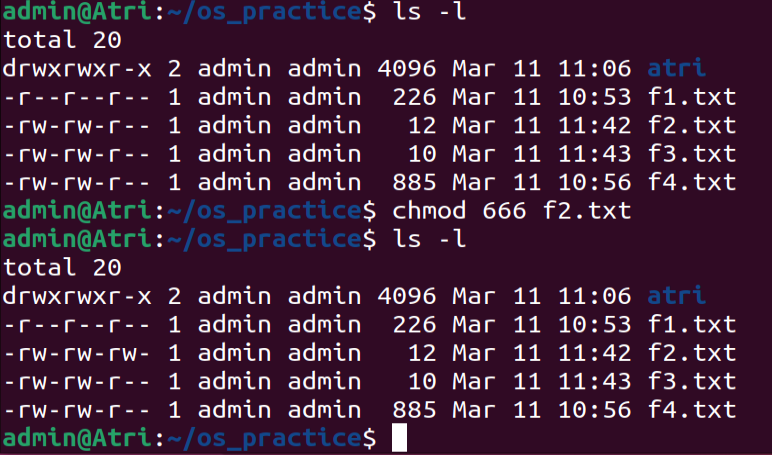 admin@Atri:~/os_practice$ ls -l
total 20
drwxrwxr-x 2 admin admin 4096 Mar 11 11:06 atri
-r--r--r-- 1 admin admin  226 Mar 11 10:53 f1.txt
-rw-rw-r-- 1 admin admin   12 Mar 11 11:42 f2.txt
-rw-rw-r-- 1 admin admin   10 Mar 11 11:43 f3.txt
-rw-rw-r-- 1 admin admin  885 Mar 11 10:56 f4.txt
admin@Atri:~/os_practice$ chmod 666 f2.txt
admin@Atri:~/os_practice$ ls -l
total 20
drwxrwxr-x 2 admin admin 4096 Mar 11 11:06 atri
-r--r--r-- 1 admin admin  226 Mar 11 10:53 f1.txt
-rw-rw-rw- 1 admin admin   12 Mar 11 11:42 f2.txt
-rw-rw-r-- 1 admin admin   10 Mar 11 11:43 f3.txt
-rw-rw-r-- 1 admin admin  885 Mar 11 10:56 f4.txt
admin@Atri:~/os_practice$